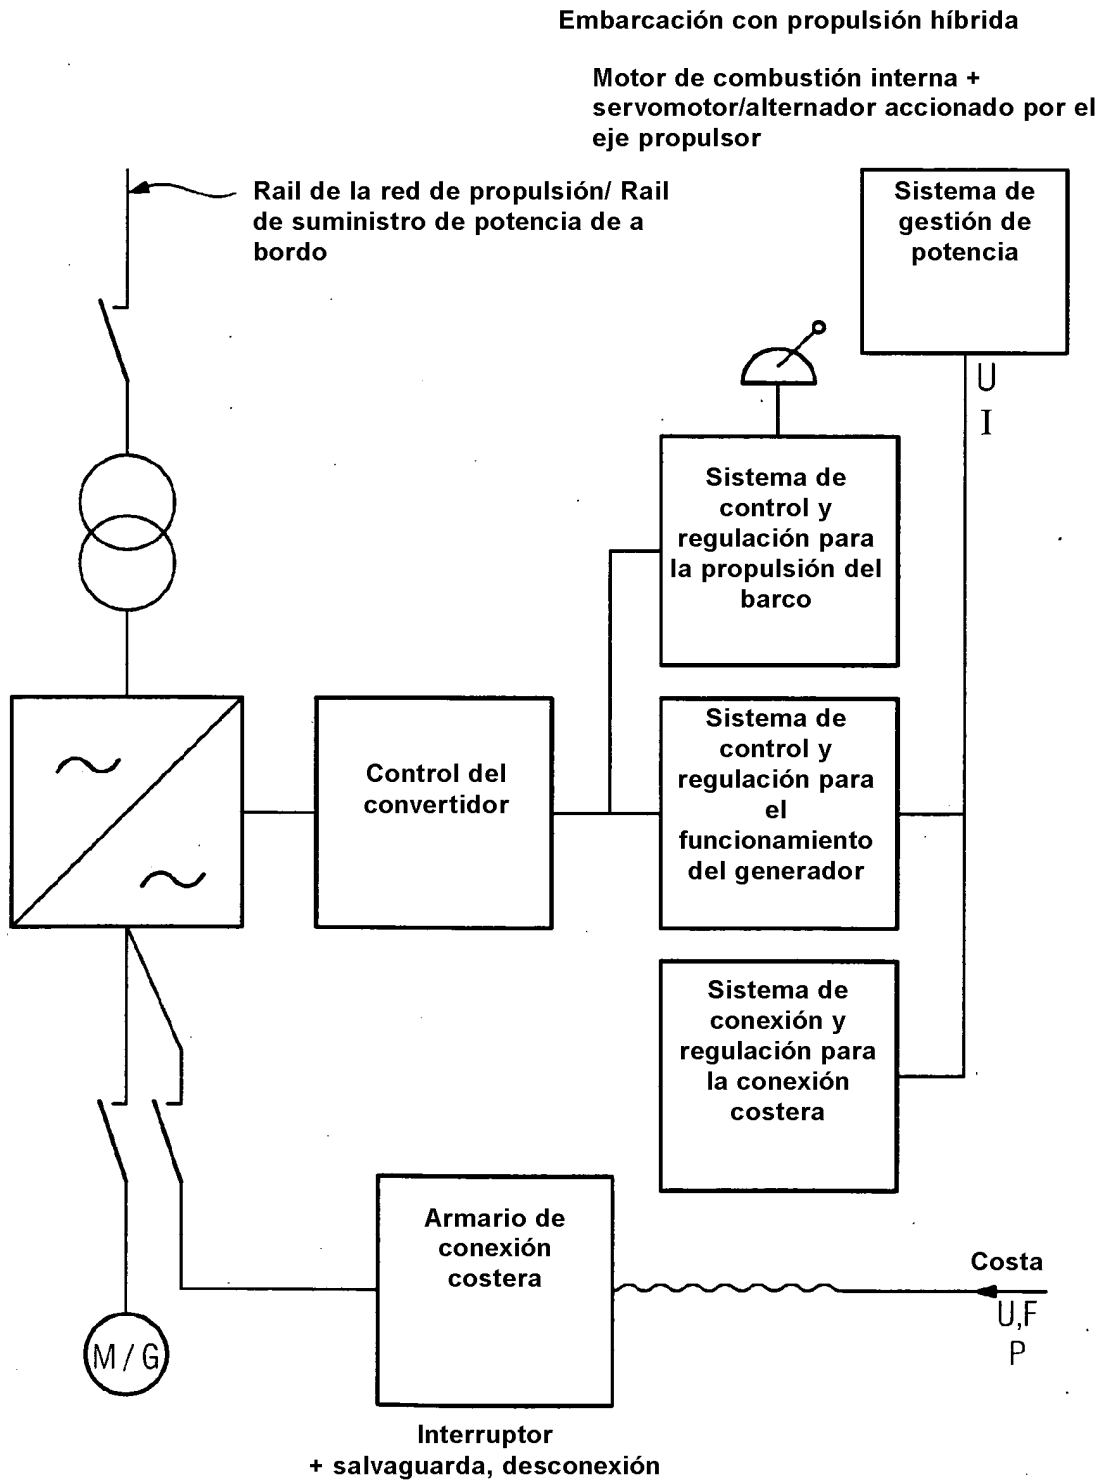 Embarcación con propulsión híbrida
Motor de combustión interna +
servomotor/alternador accionado por el
eje propulsor
Rail de la red de propulsión/ Rail
de suministro de potencia de a
bordo
Sistema de
gestión de
potencia
U
I
Sistema de
control y
regulación para
la propulsión del
barco
Control del
convertidor
Sistema de
control y
regulación para
el
funcionamiento
del generador
Sistema de
conexión y
regulación para
la conexión
costera
Armario de
conexión
costera
Costa
U,F
P
M / G
Interruptor
+ salvaguarda, desconexión